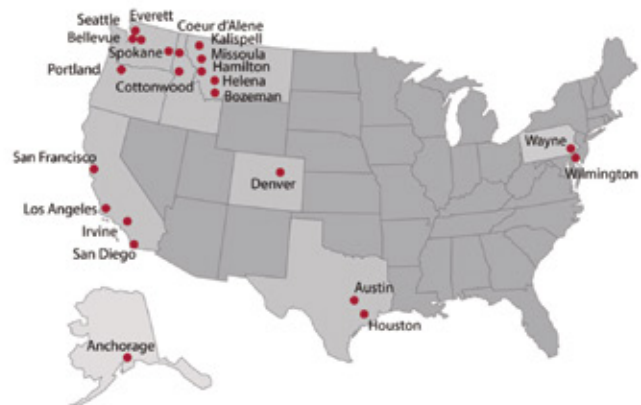 Seattle
Everett
Bellevue
Coeur d'Alene
Spokane
Kalispell
Missoula
Portland
Hamilton
Cottonwood
Helena
Bozeman
San Francisco
Denver
Wayne
Wilmington
Los Angeles
Irvine
San Diego
Austin
Houston
Anchorage